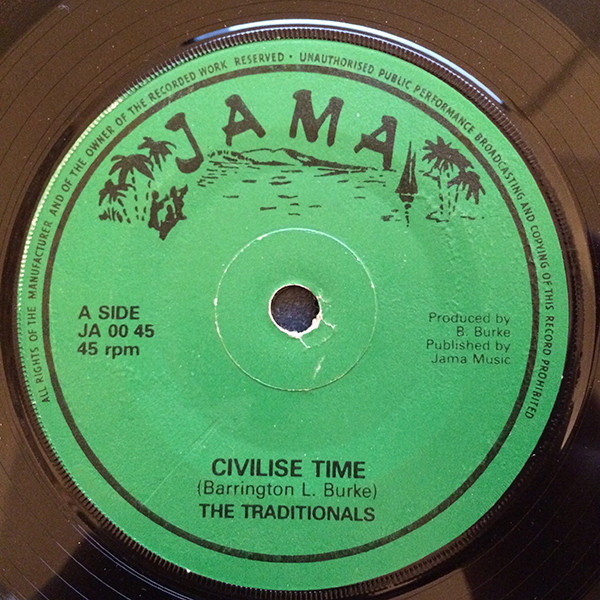 ALL RIGHTS OF THE MANUFACTURER AND OF THE OWNER OF THE RECORDED WORK RESERVED • UNAUTHORISED PUBLIC PERFORMANCE BROADCASTING AND COPYING OF THIS RECORD PROHIBITED
JAMA
A SIDE
JA 00 45
45 rpm
Produced by
B. Burke
Published by
Jama Music
CIVILISE TIME
(Barrington L. Burke)
THE TRADITIONALS